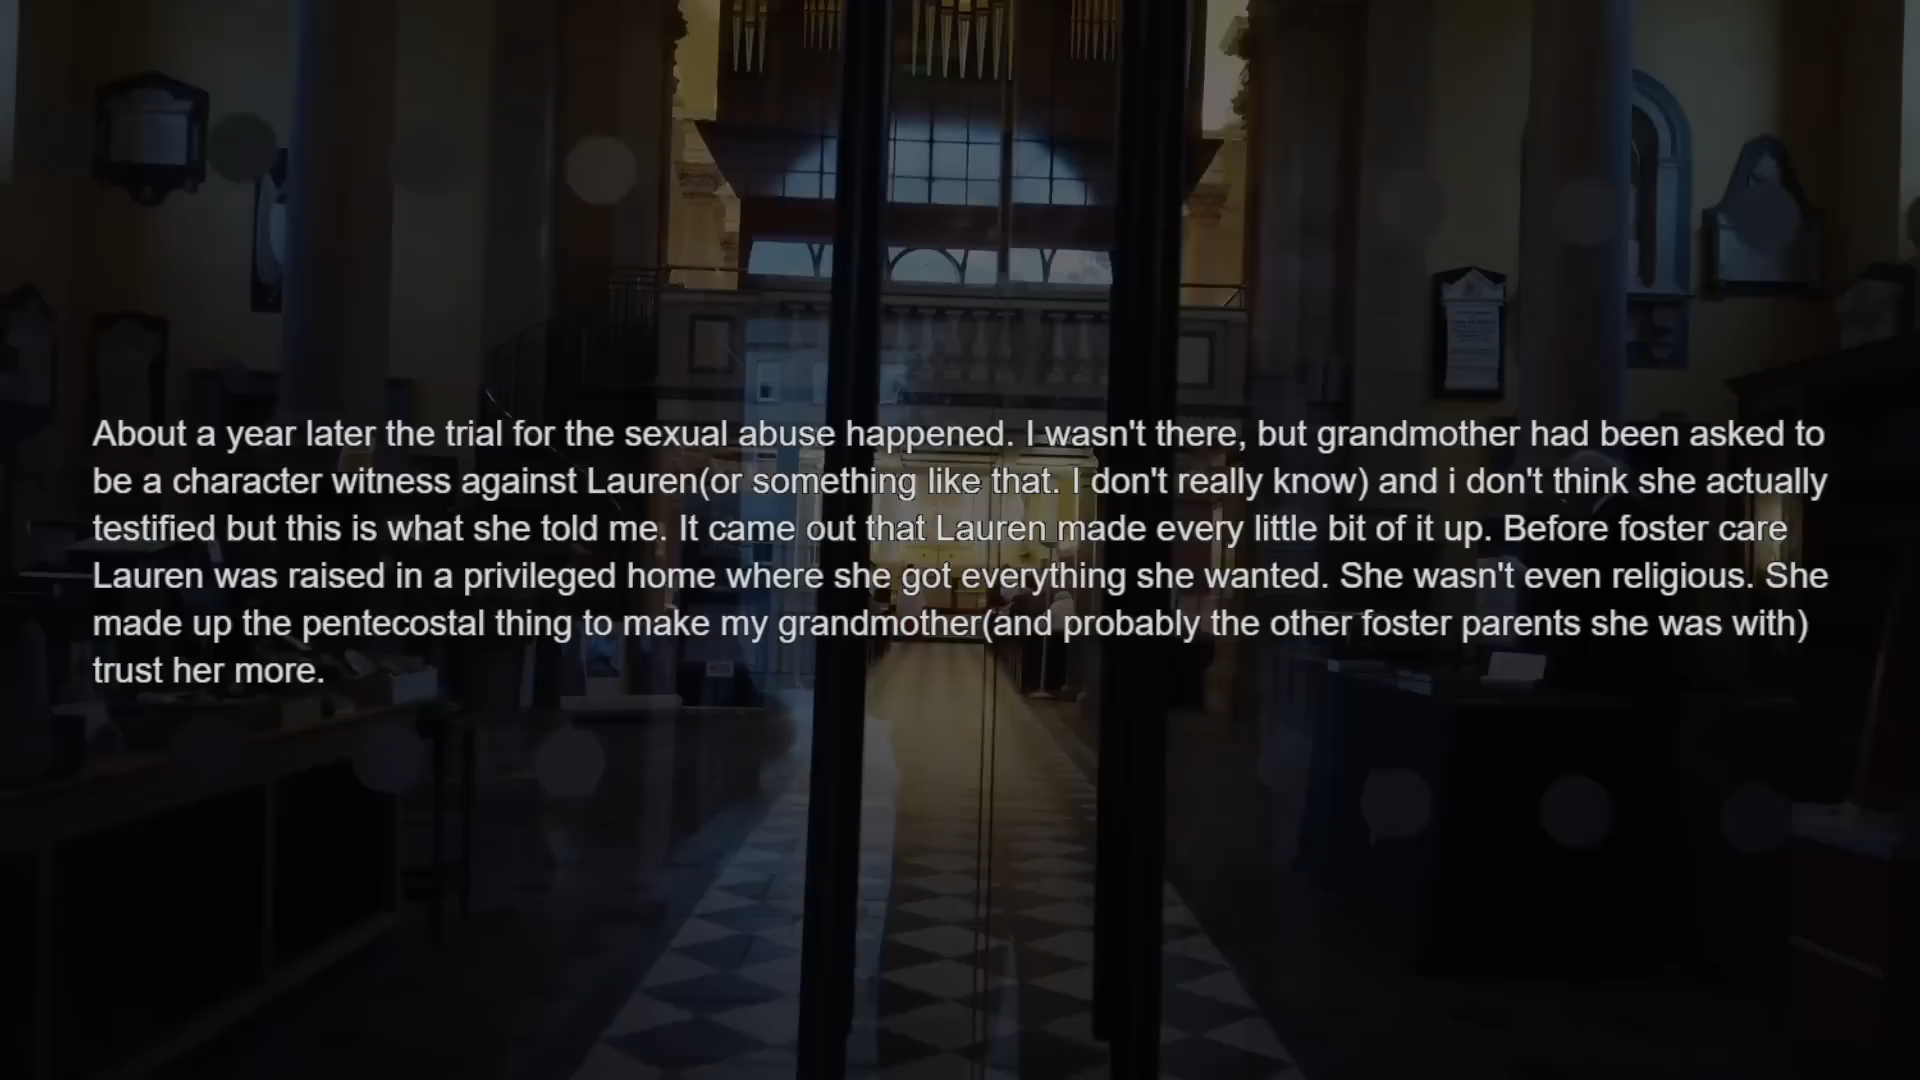 About a year later the trial for the sexual abuse happened. I wasn't there, but grandmother had been asked to
be a character witness against Lauren(or something like that. I don't really know) and i don't think she actually
testified but this is what she told me. It came out that Lauren made every little bit of it up. Before foster care
Lauren was raised in a privileged home where she got everything she wanted. She wasn't even religious. She
made up the pentecostal thing to make my grandmother(and probably the other foster parents she was with)
trust her more.